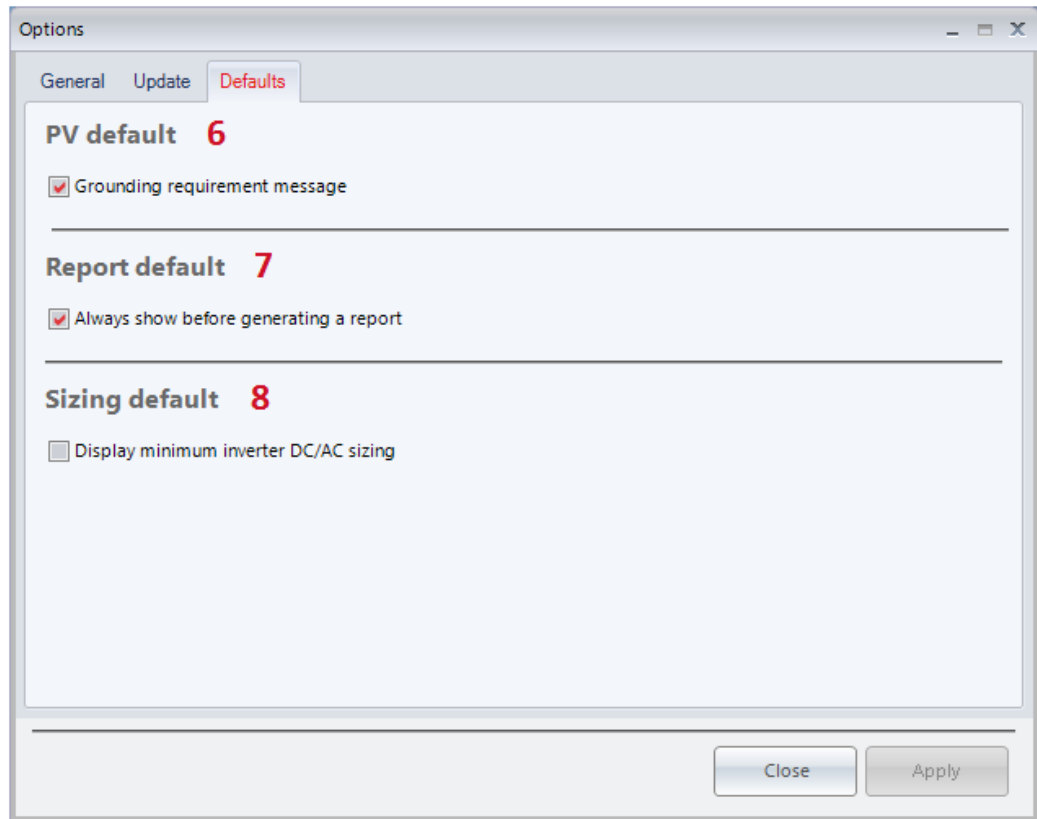 Options
General Update Defaults
PV default 6
Grounding requirement message
Report default 7
Always show before generating a report
Sizing default 8
Display minimum inverter DC/AC sizing
Close Apply